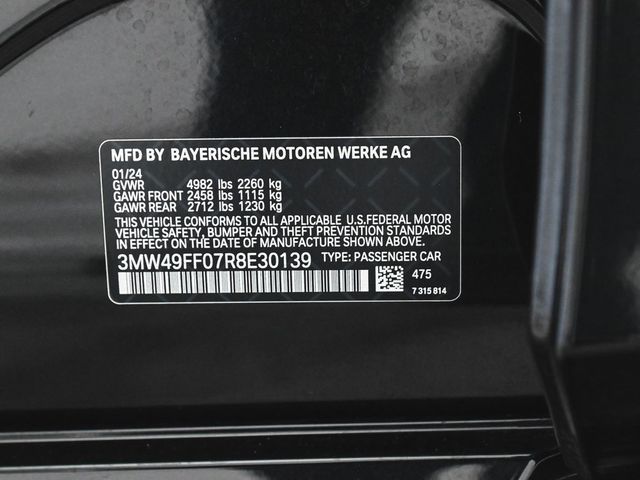 MFD BY BAYERISCHE MOTOREN WERKE AG
01/24
GVWR 4982 lbs 2260 kg
GAWR FRONT 2458 lbs 1115 kg
GAWR REAR 2712 lbs 1230 kg
THIS VEHICLE CONFORMS TO ALL APPLICABLE U.S.FEDERAL MOTOR
VEHICLE SAFETY, BUMPER AND THEFT PREVENTION STANDARDS
IN EFFECT ON THE DATE OF MANUFACTURE SHOWN ABOVE.
3MW49FF07R8E30139 TYPE: PASSENGER CAR
475
7 315 814